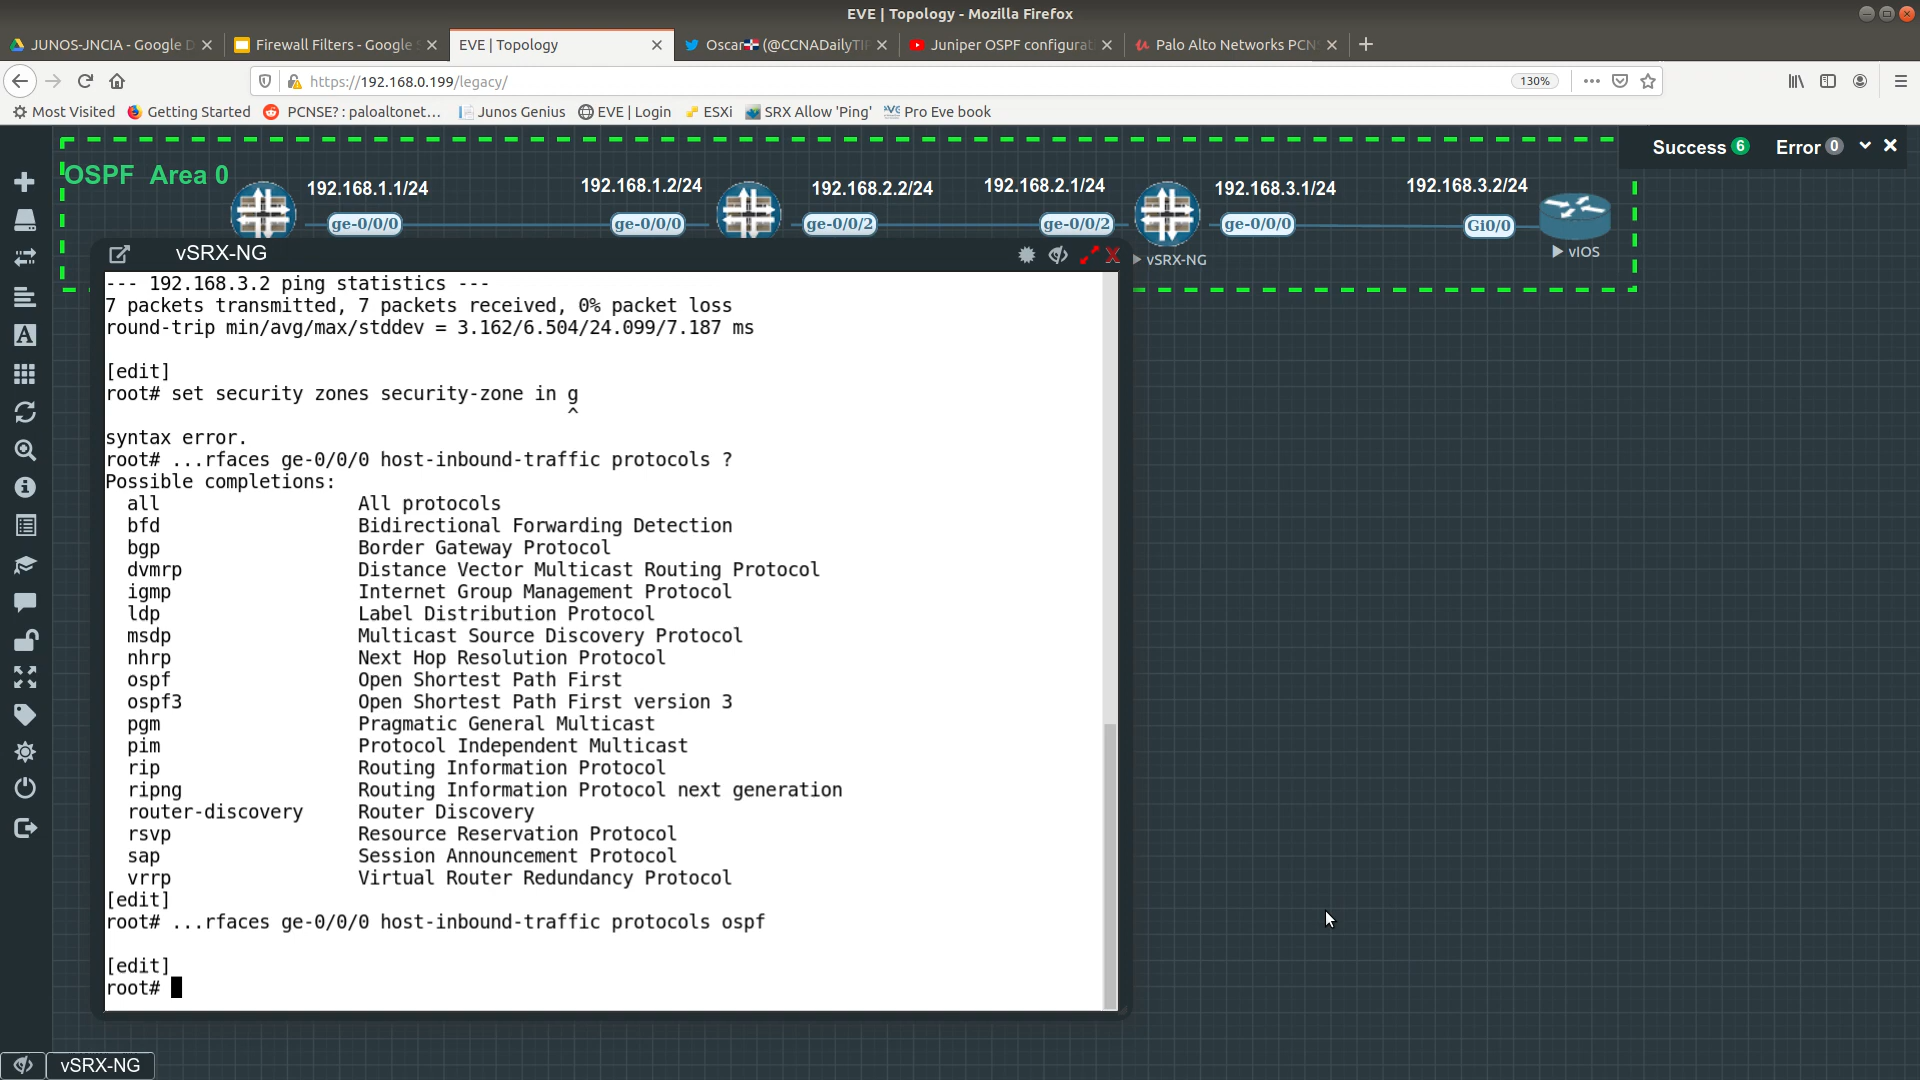 EVE | Topology - Mozilla Firefox
JUNOS-JNCIA - Google D
Firewall Filters - Google
EVE | Topology
Oscar (@CCNADailyTI
Juniper OSPF configurat
Palo Alto Networks PCN
https://192.168.0.199/legacy/
130%
Most Visited
Getting Started
PCNSE? : paloaltonet...
Junos Genius
EVE | Login
ESXi
SRX Allow 'Ping'
Pro Eve book
Success 6
Error 0
OSPF Area 0
192.168.1.1/24
192.168.1.2/24
192.168.2.2/24
192.168.2.1/24
192.168.3.1/24
192.168.3.2/24
ge-0/0/0
ge-0/0/0
ge-0/0/2
ge-0/0/2
ge-0/0/0
Gi0/0
vSRX-NG
vIOS
vSRX-NG
--- 192.168.3.2 ping statistics ---
7 packets transmitted, 7 packets received, 0% packet loss
round-trip min/avg/max/stddev = 3.162/6.504/24.099/7.187 ms
[edit]
root# set security zones security-zone in g
^
syntax error.
root# ...rfaces ge-0/0/0 host-inbound-traffic protocols ?
Possible completions:
all All protocols
bfd Bidirectional Forwarding Detection
bgp Border Gateway Protocol
dvmrp Distance Vector Multicast Routing Protocol
igmp Internet Group Management Protocol
ldp Label Distribution Protocol
msdp Multicast Source Discovery Protocol
nhrp Next Hop Resolution Protocol
ospf Open Shortest Path First
ospf3 Open Shortest Path First version 3
pgm Pragmatic General Multicast
pim Protocol Independent Multicast
rip Routing Information Protocol
ripng Routing Information Protocol next generation
router-discovery Router Discovery
rsvp Resource Reservation Protocol
sap Session Announcement Protocol
vrrp Virtual Router Redundancy Protocol
[edit]
root# ...rfaces ge-0/0/0 host-inbound-traffic protocols ospf
[edit]
root#
vSRX-NG